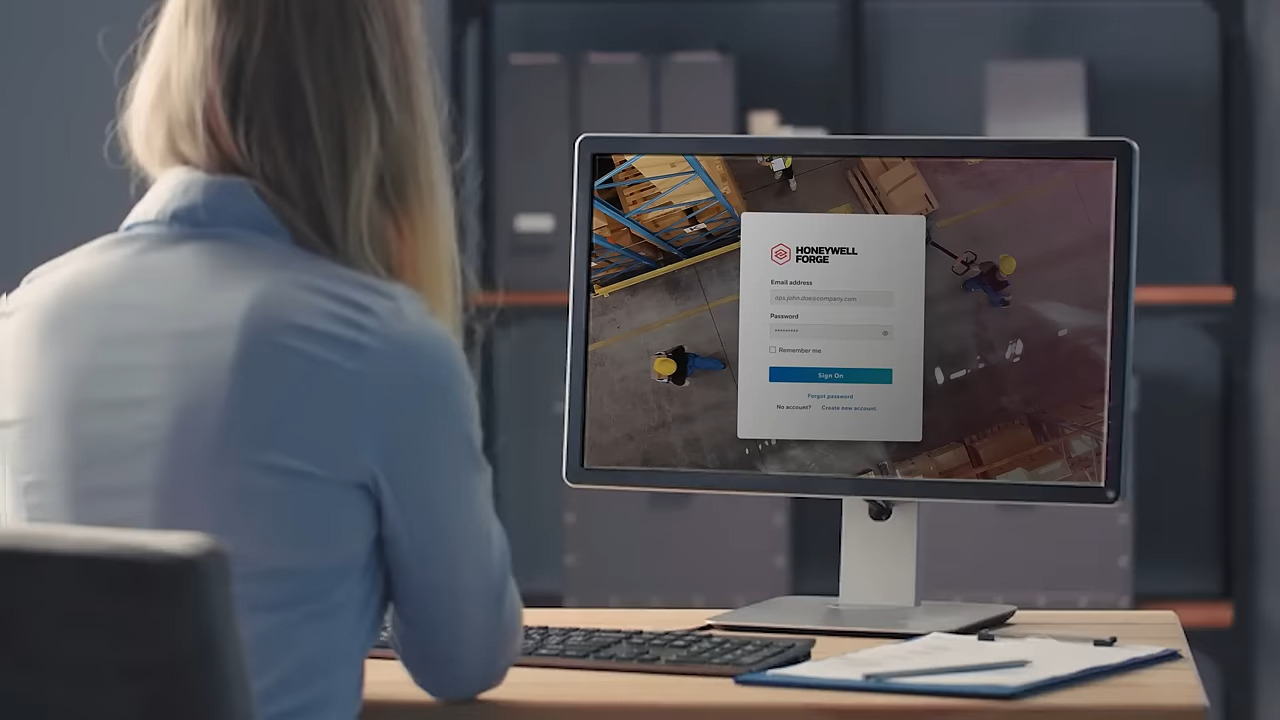 HONEYWELL
FORGE
Email address
ops.john.doe@company.com
Password
*********
Remember me
Sign On
Forgot password
No account? Create new account.